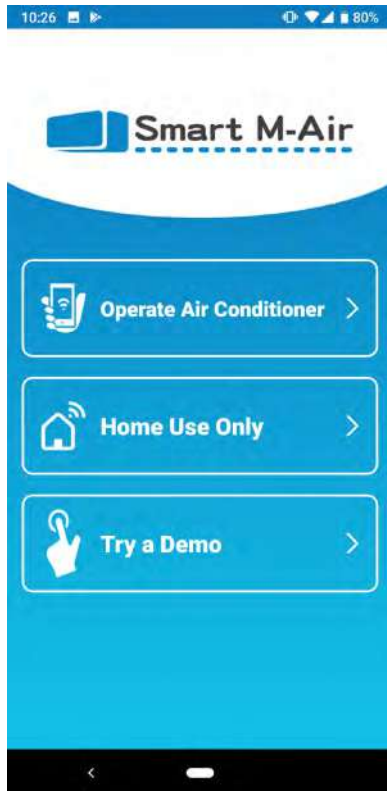 10:26
80%
Smart M-Air
Operate Air Conditioner
Home Use Only
Try a Demo